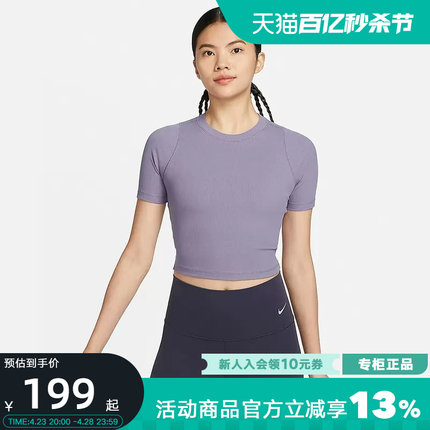 天猫百亿秒杀节
预估到手价
新人入会领10元券
专柜正品
¥199起
活动商品官方立减享13%
TIME:4.23 20:00 -4.28 23:59